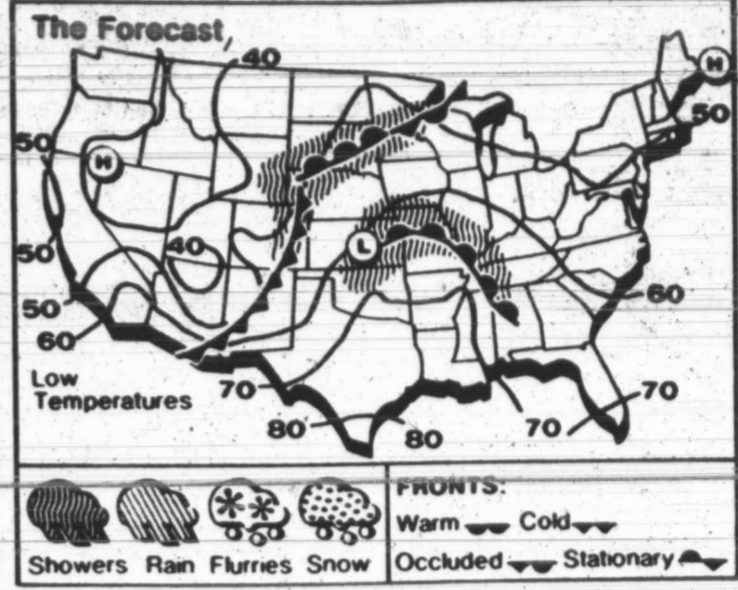 The Forecast
40
H
50
50
H
40
L
50
50
60
60
Low
Temperatures
70
70
80
80
70
FRONTS:
Warm Cold
Showers Rain Flurries Snow
Occluded Stationary